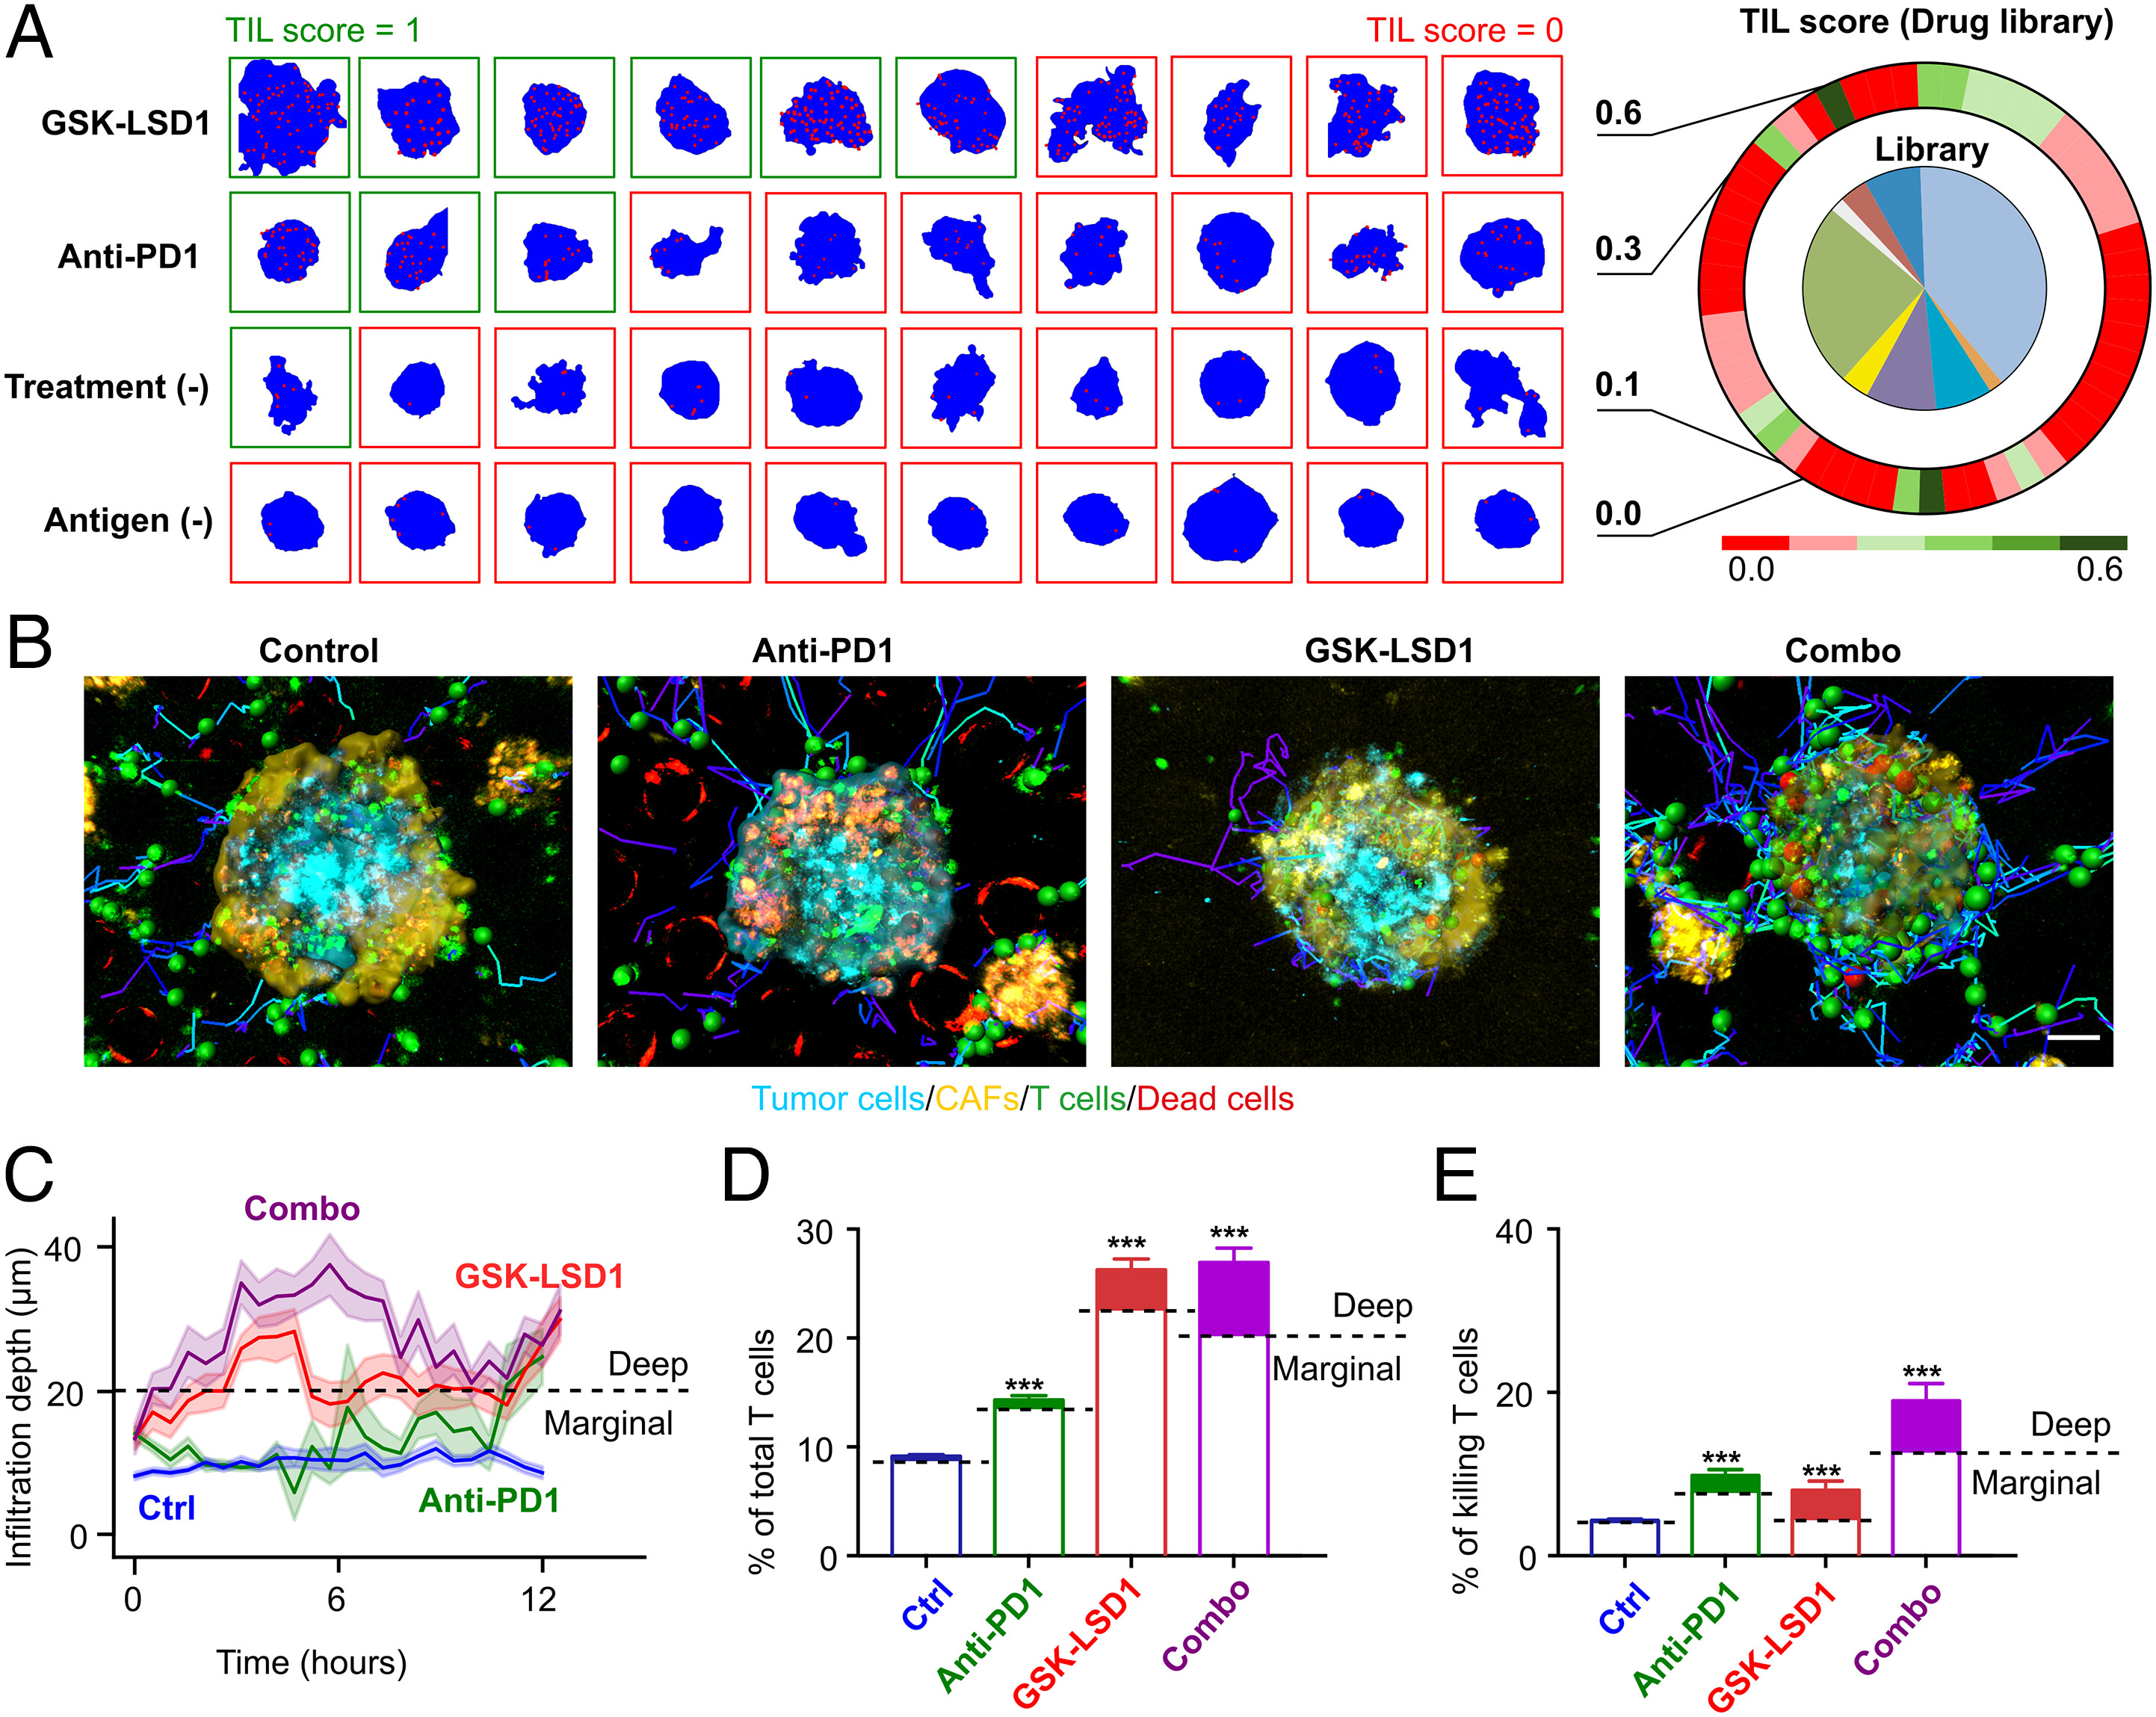 A
TIL score = 1
TIL score = 0
TIL score (Drug library)
GSK-LSD1
Anti-PD1
Treatment (-)
Antigen (-)
0.6
0.3
0.1
0.0
Library
0.0
0.6
B
Control
Anti-PD1
GSK-LSD1
Combo
Tumor cells/CAFs/T cells/Dead cells
C
Infiltration depth (µm)
40
20
0
Combo
GSK-LSD1
Deep
Marginal
Ctrl
Anti-PD1
0
6
12
Time (hours)
D
% of total T cells
30
20
10
0
***
***
***
Deep
Marginal
Ctrl
Anti-PD1
GSK-LSD1
Combo
E
% of killing T cells
40
20
0
***
***
***
Deep
Marginal
Ctrl
Anti-PD1
GSK-LSD1
Combo